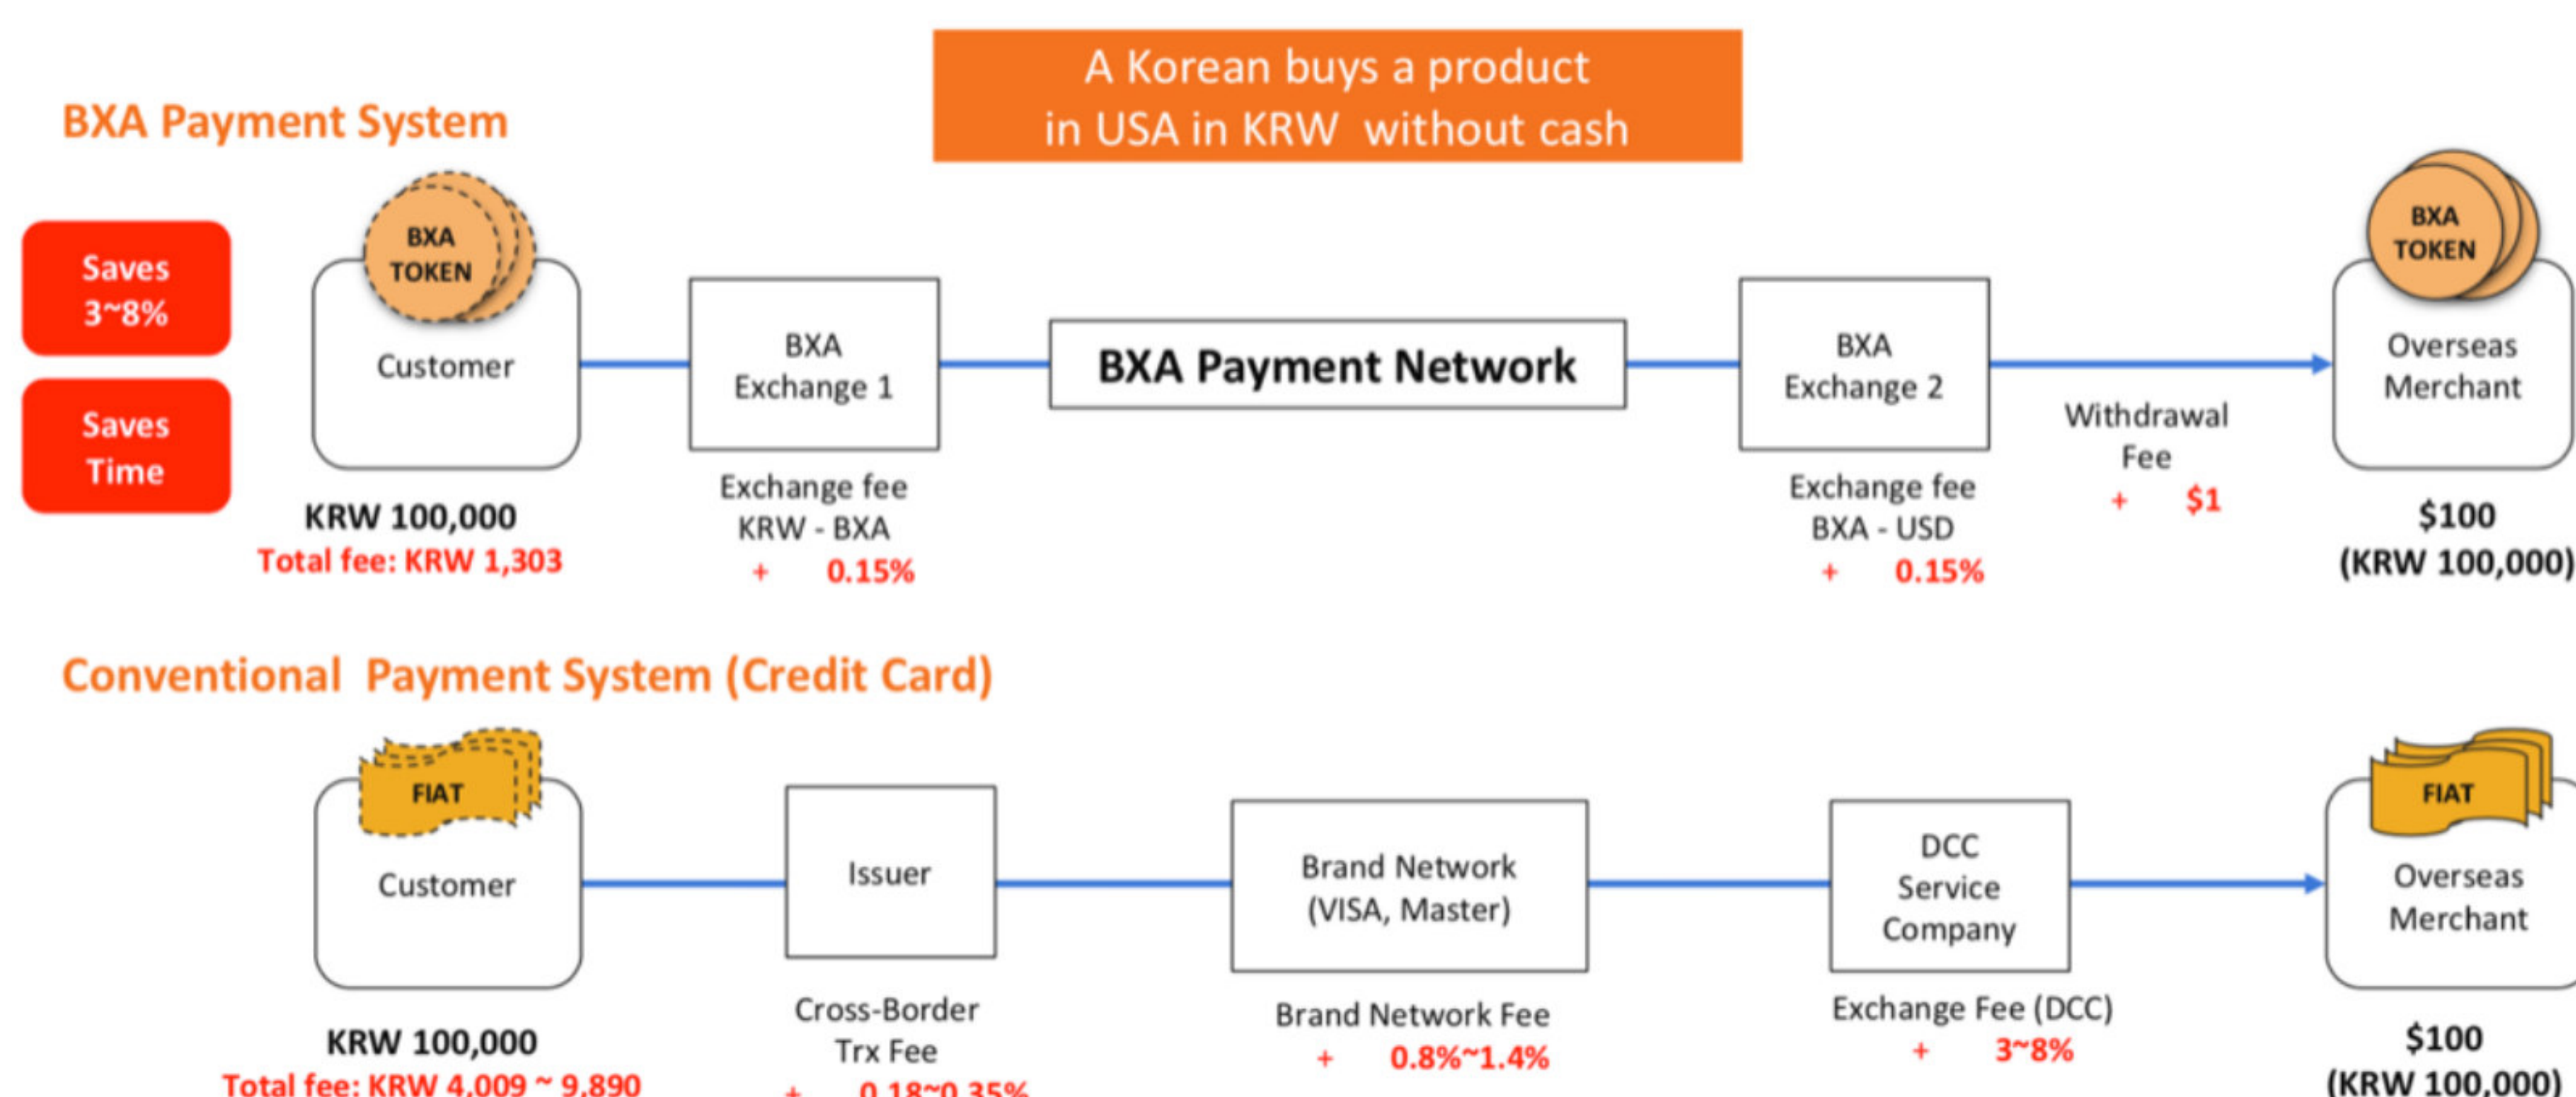 A Korean buys a product
in USA in KRW without cash
BXA Payment System
Saves
3~8%
Saves
Time
BXA
TOKEN
Customer
KRW 100,000
Total fee: KRW 1,303
BXA
Exchange 1
Exchange fee
KRW - BXA
+ 0.15%
BXA Payment Network
BXA
Exchange 2
Exchange fee
BXA - USD
+ 0.15%
Withdrawal
Fee
+ $1
BXA
TOKEN
Overseas
Merchant
$100
(KRW 100,000)
Conventional Payment System (Credit Card)
FIAT
Customer
KRW 100,000
Total fee: KRW 4,009 ~ 9,890
Issuer
Cross-Border
Trx Fee
+ 0.18~0.35%
Brand Network
(VISA, Master)
Brand Network Fee
+ 0.8%~1.4%
DCC
Service
Company
Exchange Fee (DCC)
+ 3~8%
FIAT
Overseas
Merchant
$100
(KRW 100,000)